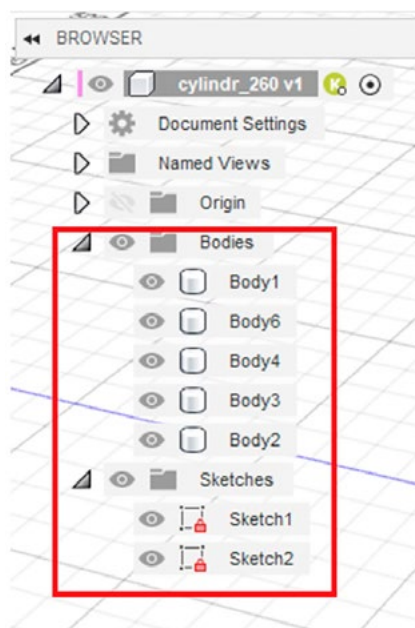 BROWSER
cylindr_260 v1
Document Settings
Named Views
Origin
Bodies
Body1
Body6
Body4
Body3
Body2
Sketches
Sketch1
Sketch2